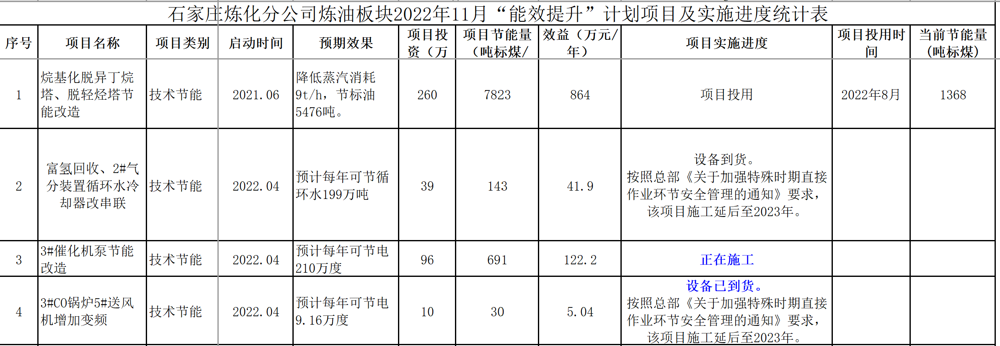 石家庄炼化分公司炼油板块2022年11月“能效提升”计划项目及实施进度统计表
序号 项目名称 项目类别 启动时间 预期效果 项目投资（万 项目节能量（吨标煤/ 效益（万元/年） 项目实施进度 项目投用时间 当前节能量(吨标煤)
1
烷基化脱异丁烷
塔、脱轻烃塔节
能改造
技术节能
2021.06
降低蒸汽消耗
9t/h，节标油
5476吨。
260
7823
864
项目投用
2022年8月
1368
2
富氢回收、2#气
分装置循环水冷
却器改串联
技术节能
2022.04
预计每年可节循
环水199万吨
39
143
41.9
设备到货。
按照总部《关于加强特殊时期直接
作业环节安全管理的通知》要求，
该项目施工延后至2023年。
3
3#催化机泵节能
改造
技术节能
2022.04
预计每年可节电
210万度
96
691
122.2
正在施工
4
3#CO锅炉5#送风
机增加变频
技术节能
2022.04
预计每年可节电
9.16万度
10
30
5.04
设备已到货。
按照总部《关于加强特殊时期直接
作业环节安全管理的通知》要求，
该项目施工延后至2023年。